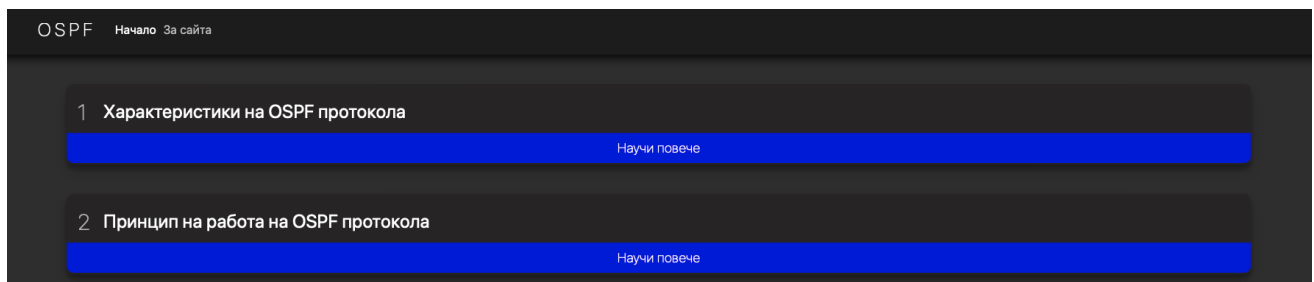 OSPF Начало За сайта
1 Характеристики на OSPF протокола
Научи повече
2 Принцип на работа на OSPF протокола
Научи повече